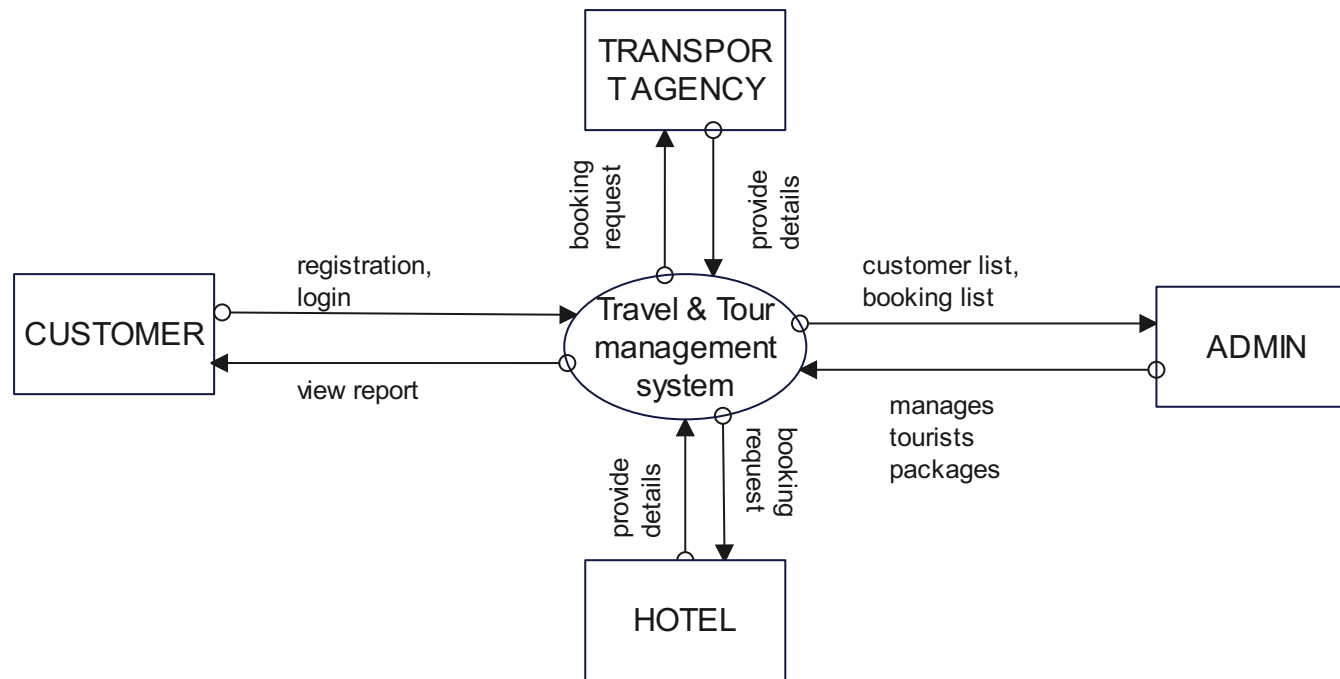 TRANSPOR
T AGENCY
booking
request
provide
details
registration,
login
customer list,
booking list
CUSTOMER
Travel & Tour
management
system
ADMIN
view report
manages
tourists
packages
provide
details
booking
request
HOTEL